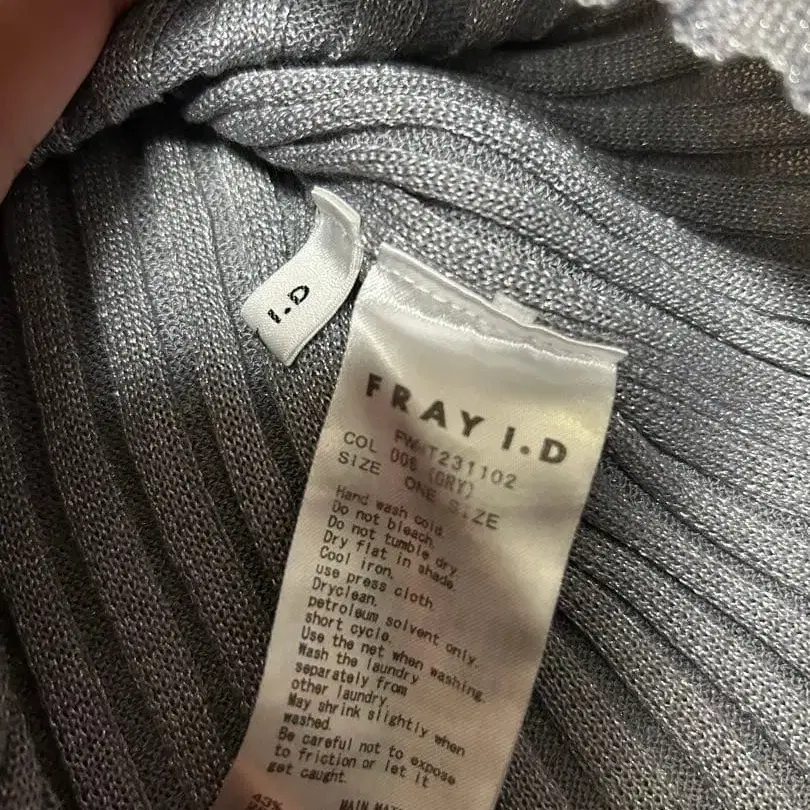 I.D
FRAY I.D
FWNT231102
COL 006 (GRY)
SIZE ONE SIZE
Hand wash cold.
Do not bleach.
Do not tumble dry.
Dry flat in shade.
Cool iron.
use press cloth
Dryclean.
petroleum solvent only.
short cycle.
Use the net when washing.
Wash the laundry
separately from
other laundry.
May shrink slightly when
washed.
Be careful not to expose
to friction or let it
get caught.
43%
MAIN